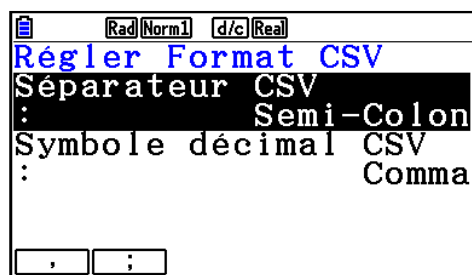 Rad Norm1 d/c Real
Régler Format CSV
Séparateur CSV
: Semi-Colon
Symbole décimal CSV
: Comma
, ;